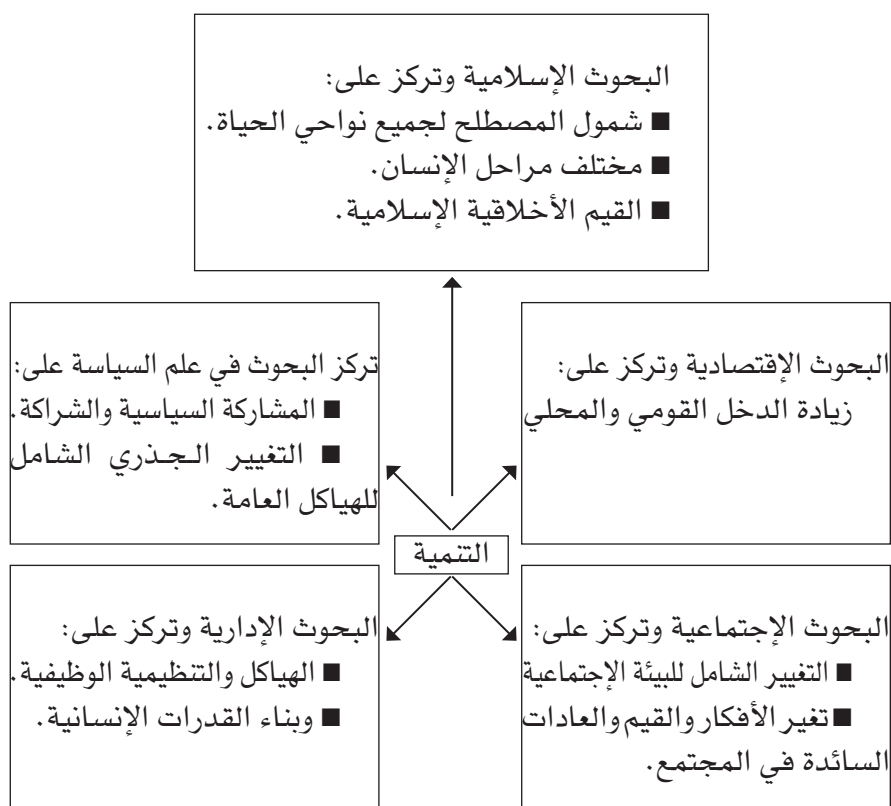 البحوث الإسلامية وتركز على:
■ شمول المصطلح لجميع نواحي الحياة.
■ مختلف مراحل الإنسان.
■ القيم الأخلاقية الإسلامية.
البحوث الإقتصادية وتركز على:
زيادة الدخل القومي والمحلي
تركز البحوث في علم السياسة على:
■ المشاركة السياسية والشراكة.
■ التغيير الجذري الشامل
للهياكل العامة.
التنمية
البحوث الإجتماعية وتركز على:
■ التغيير الشامل للبيئة الإجتماعية
■ تغير الأفكار والقيم والعادات
السائدة في المجتمع.
البحوث الإدارية وتركز على:
■ الهياكل والتنظيمية الوظيفية.
■ وبناء القدرات الإنسانية.